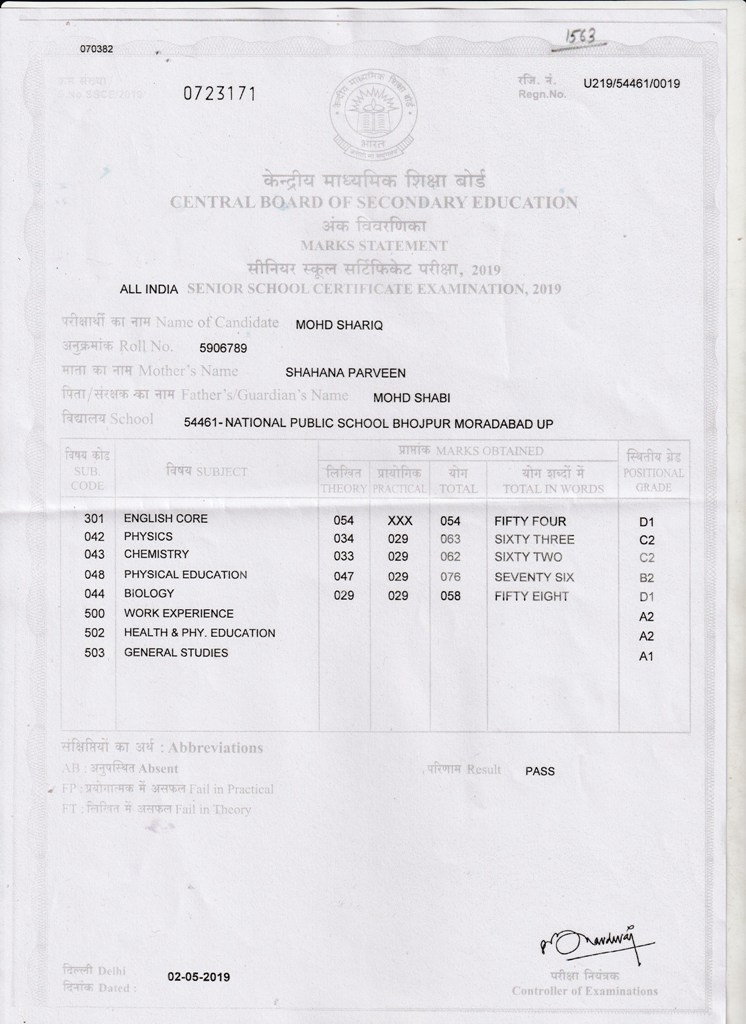 1563
070382
क्रम संख्या
S.No.SSCE/2019/
0723171
रजि. नं.
Regn.No.
U219/54461/0019
केन्द्रीय माध्यमिक शिक्षा बोर्ड
भारत
केन्द्रीय माध्यमिक शिक्षा बोर्ड
CENTRAL BOARD OF SECONDARY EDUCATION
अंक विवरणिका
MARKS STATEMENT
सीनियर स्कूल सर्टिफिकेट परीक्षा, 2019
ALL INDIA SENIOR SCHOOL CERTIFICATE EXAMINATION, 2019
परीक्षार्थी का नाम Name of Candidate MOHD SHARIQ
अनुक्रमांक Roll No. 5906789
माता का नाम Mother's Name SHAHANA PARVEEN
पिता/संरक्षक का नाम Father's/Guardian's Name MOHD SHABI
विद्यालय School 54461-NATIONAL PUBLIC SCHOOL BHOJPUR MORADABAD UP
विषय कोड
SUB. CODE
विषय SUBJECT
प्राप्तांक MARKS OBTAINED
लिखित THEORY
प्रायोगिक PRACTICAL
योग TOTAL
योग शब्दों में TOTAL IN WORDS
स्थितीय ग्रेड
POSITIONAL GRADE
301 ENGLISH CORE 054 XXX 054 FIFTY FOUR D1
042 PHYSICS 034 029 063 SIXTY THREE C2
043 CHEMISTRY 033 029 062 SIXTY TWO C2
048 PHYSICAL EDUCATION 047 029 076 SEVENTY SIX B2
044 BIOLOGY 029 029 058 FIFTY EIGHT D1
500 WORK EXPERIENCE A2
502 HEALTH & PHY. EDUCATION A2
503 GENERAL STUDIES A1
संक्षिप्तियों का अर्थ : Abbreviations
AB : अनुपस्थित Absent
परिणाम Result PASS
FP : प्रयोगात्मक में असफल Fail in Practical
FT : लिखित में असफल Fail in Theory
दिल्ली Delhi
दिनांक Dated : 02-05-2019
परीक्षा नियंत्रक
Controller of Examinations